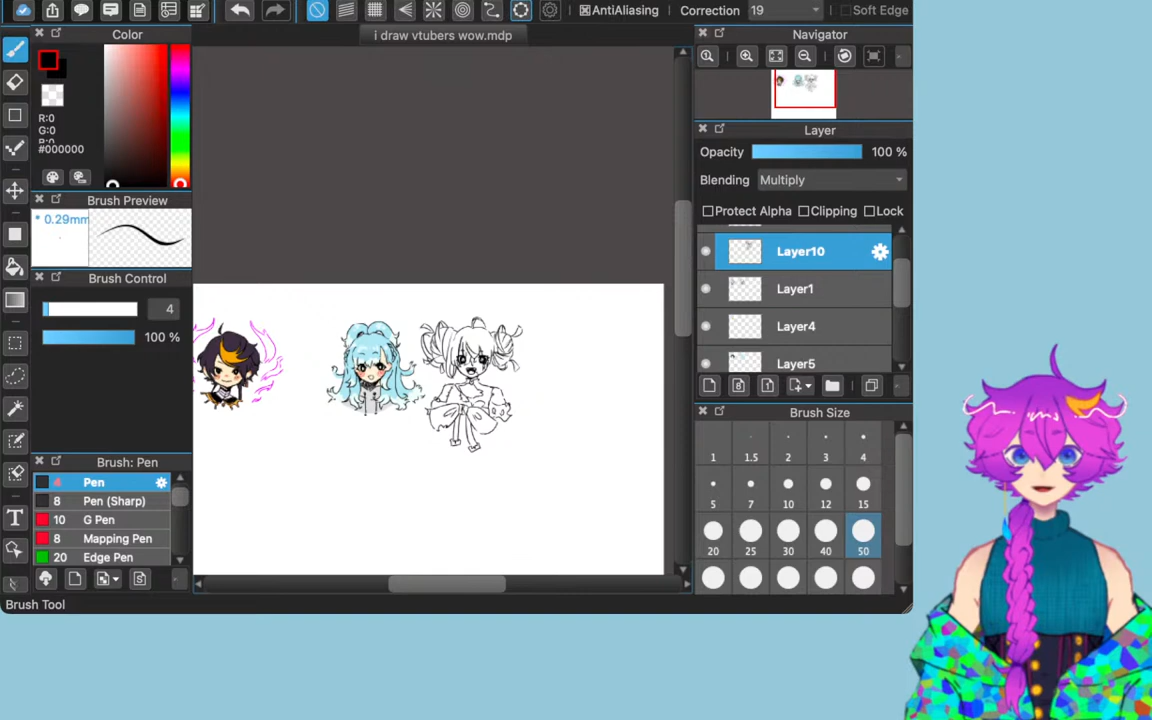 AntiAliasing
Correction 19
Soft Edge
i draw vtubers wow.mdp
Color
R:0
G:0
B:0
#000000
Brush Preview
* 0.29mm
Brush Control
4
100 %
Brush: Pen
4 Pen
8 Pen (Sharp)
10 G Pen
8 Mapping Pen
20 Edge Pen
Brush Tool
Navigator
Layer
Opacity 100 %
Blending Multiply
Protect Alpha Clipping Lock
Layer10
Layer1
Layer4
Layer5
Brush Size
1 1.5 2 3 4
5 7 10 12 15
20 25 30 40 50